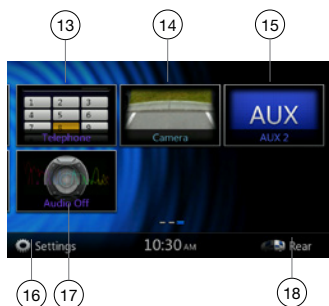 13 14 15
1 2 3
4 5 6
7 8 9
Telephone Camera AUX
AUX 2
Audio Off
Settings 10:30 AM Rear
16 17 18